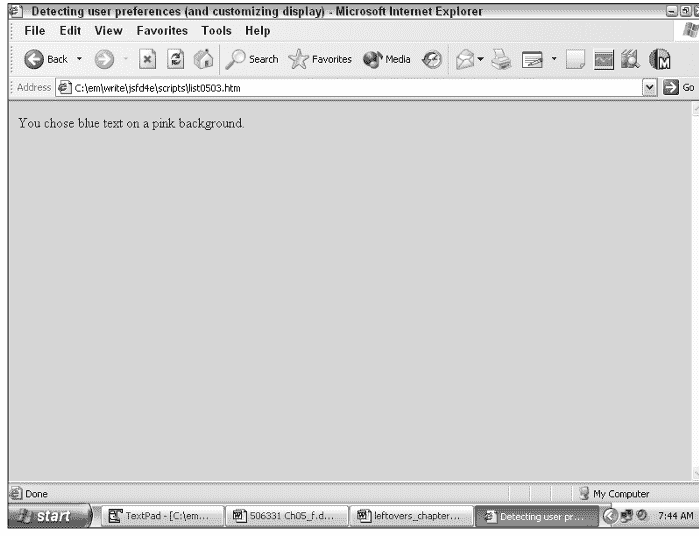 Detecting user preferences (and customizing display) - Microsoft Internet Explorer
File Edit View Favorites Tools Help
Back Search Favorites Media
Address C:\em\write\jsfd4e\scripts\list0503.htm Go
You chose blue text on a pink background.
Done My Computer
start TextPad - [C:\em... 506331 Ch05_f.d... leftovers_chapter... Detecting user pr... 7:44 AM